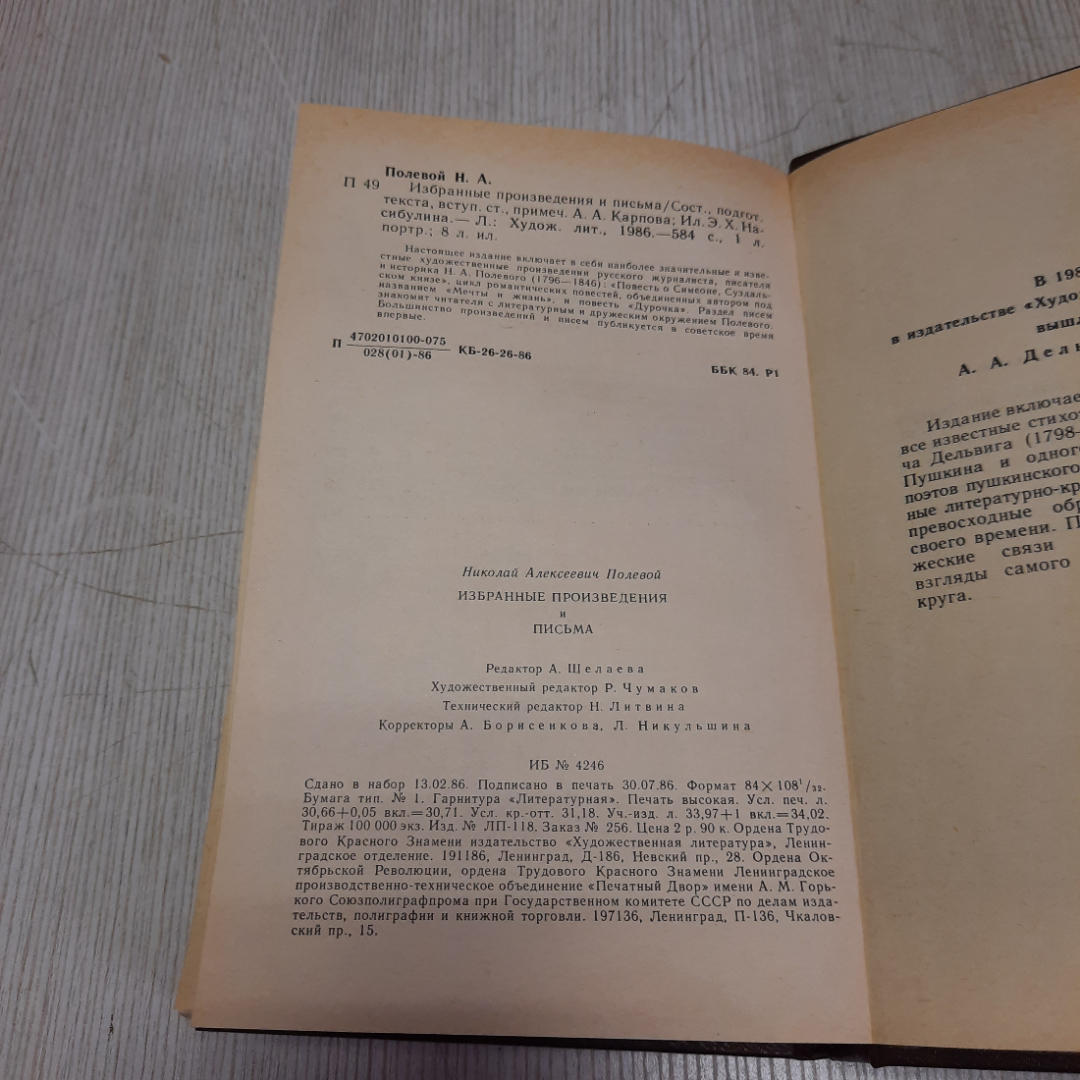 Полевой Н. А.
П 49 Избранные произведения и письма/Сост., подгот.
текста, вступ. ст., примеч. А. А. Карпова; Ил. Э. Х. На-
сибулина.— Л.: Худож. лит., 1986.—584 с., 1 л.
портр.; 8 л. ил.
Настоящее издание включает в себя наиболее значительные и изве-
стные художественные произведения русского журналиста, писателя
и историка Н. А. Полевого (1796—1846): «Повесть о Симеоне, Суздаль-
ском князе», цикл романтических повестей, объединенных автором под
названием «Мечты и жизнь», и повесть «Дурочка». Раздел писем
знакомит читателя с литературным и дружеским окружением Полевого.
Большинство произведений и писем публикуется в советское время
впервые.
П 4702010100-075
028(01)-86 КБ-26-26-86
ББК 84. Р1
Николай Алексеевич Полевой
ИЗБРАННЫЕ ПРОИЗВЕДЕНИЯ
и
ПИСЬМА
Редактор А. Щелаева
Художественный редактор Р. Чумаков
Технический редактор Н. Литвина
Корректоры А. Борисенкова, Л. Никульшина
ИБ № 4246
Сдано в набор 13.02.86. Подписано в печать 30.07.86. Формат 84×108¹/₃₂.
Бумага тип. № 1. Гарнитура «Литературная». Печать высокая. Усл. печ. л.
30,66+0,05 вкл.=30,71. Усл. кр.-отт. 31,18. Уч.-изд. л. 33,97+1 вкл.=34,02.
Тираж 100 000 экз. Изд. № ЛП-118. Заказ № 256. Цена 2 р. 90 к. Ордена Трудо-
вого Красного Знамени издательство «Художественная литература», Ленин-
градское отделение. 191186, Ленинград, Д-186, Невский пр., 28. Ордена Ок-
тябрьской Революции, ордена Трудового Красного Знамени Ленинградское
производственно-техническое объединение «Печатный Двор» имени А. М. Горь-
кого Союзполиграфпрома при Государственном комитете СССР по делам изда-
тельств, полиграфии и книжной торговли. 197136, Ленинград, П-136, Чкалов-
ский пр., 15.
В 198
в издательстве «Худо
вышл
А. А. Дель
Издание включае
все известные стихо
ча Дельвига (1798—
Пушкина и одного
поэтов пушкинского
ные литературно-кр
превосходные обр
своего времени. П
жеские связи
взгляды самого
круга.